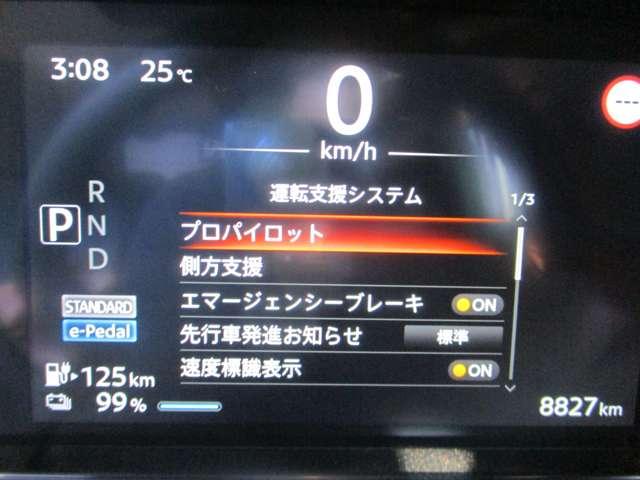 3:08 25℃
0
km/h
---
運転支援システム 1/3
R
P N
D
プロパイロット
側方支援
エマージェンシーブレーキ ON
先行車発進お知らせ 標準
速度標識表示 ON
STANDARD
e-Pedal
125km
99%
8827km